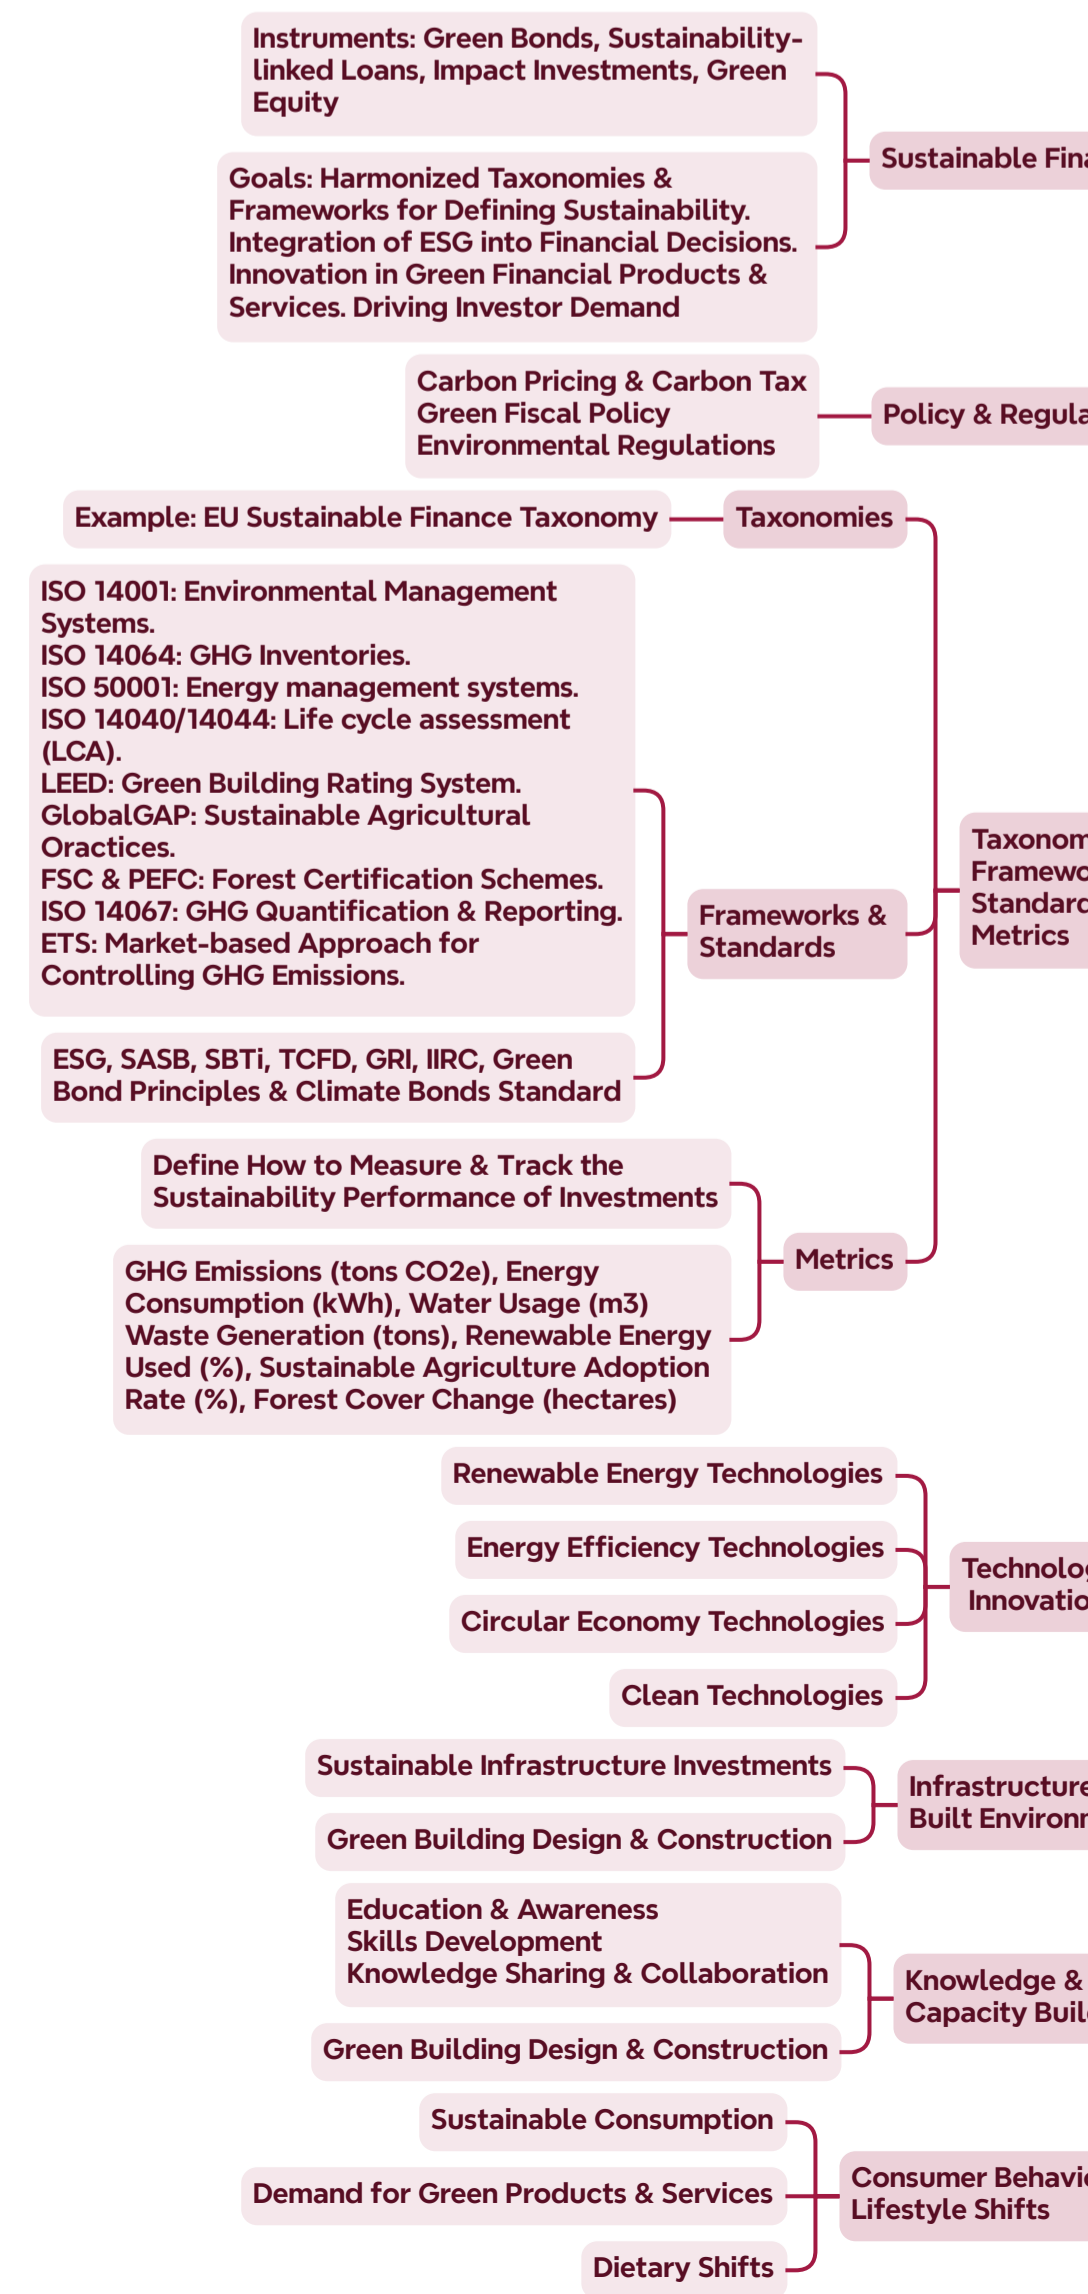 Instruments: Green Bonds, Sustainability-
linked Loans, Impact Investments, Green
Equity
Goals: Harmonized Taxonomies &
Frameworks for Defining Sustainability.
Integration of ESG into Financial Decisions.
Innovation in Green Financial Products &
Services. Driving Investor Demand
Sustainable
Carbon Pricing & Carbon Tax
Green Fiscal Policy
Environmental Regulations
Policy &
Example: EU Sustainable Finance Taxonomy
Taxonomies
ISO 14001: Environmental Management
Systems.
ISO 14064: GHG Inventories.
ISO 50001: Energy management systems.
ISO 14040/14044: Life cycle assessment
(LCA).
LEED: Green Building Rating System.
GlobalGAP: Sustainable Agricultural
Oractices.
FSC & PEFC: Forest Certification Schemes.
ISO 14067: GHG Quantification & Reporting.
ETS: Market-based Approach for
Controlling GHG Emissions.
ESG, SASB, SBTi, TCFD, GRI, IIRC, Green
Bond Principles & Climate Bonds Standard
Frameworks &
Standards
Define How to Measure & Track the
Sustainability Performance of Investments
GHG Emissions (tons CO2e), Energy
Consumption (kWh), Water Usage (m3)
Waste Generation (tons), Renewable Energy
Used (%), Sustainable Agriculture Adoption
Rate (%), Forest Cover Change (hectares)
Metrics
Metrics
Renewable Energy Technologies
Energy Efficiency Technologies
Circular Economy Technologies
Clean Technologies
Sustainable Infrastructure Investments
Green Building Design & Construction
Infrastructure
Built
Education & Awareness
Skills Development
Knowledge Sharing & Collaboration
Green Building Design & Construction
Knowledge &
Capacity
Sustainable Consumption
Demand for Green Products & Services
Dietary Shifts
Consumer
Lifestyle Shifts